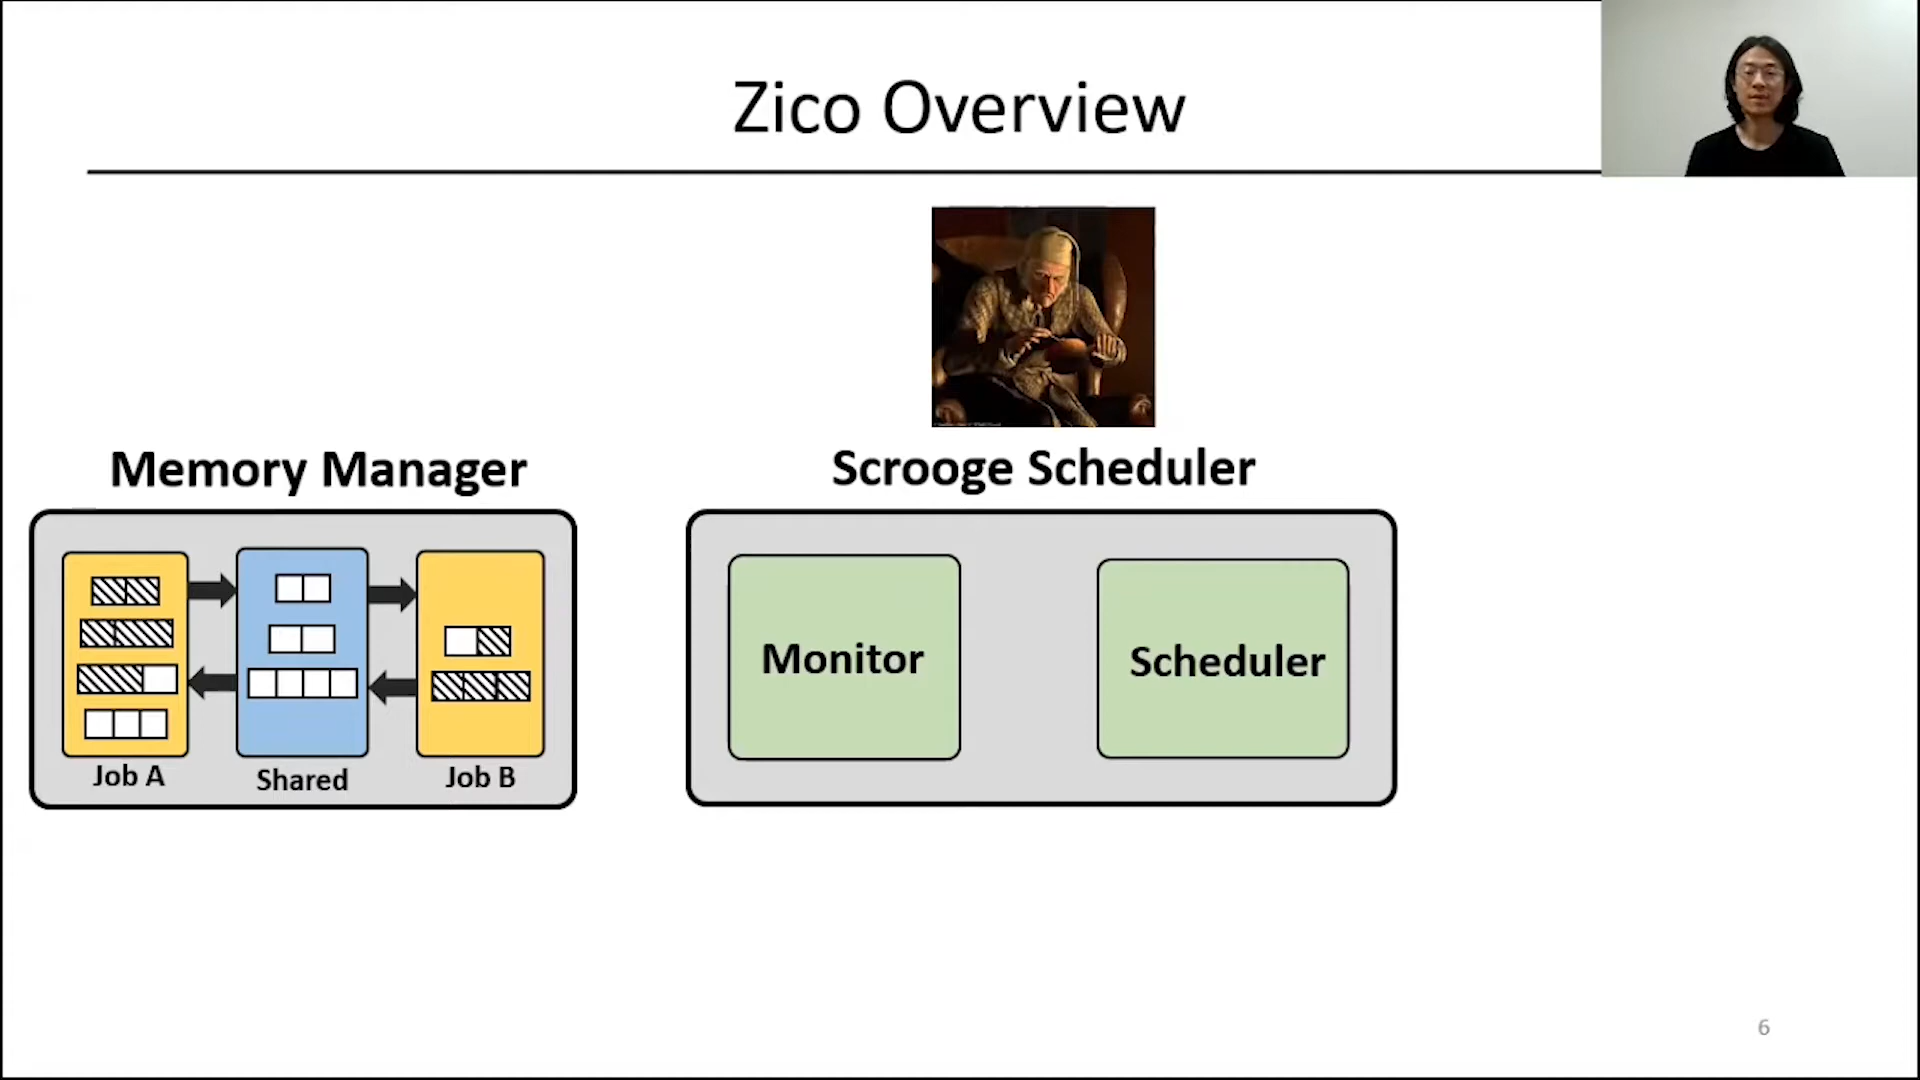 Zico Overview
Memory Manager
Scrooge Scheduler
Monitor
Scheduler
Job A
Shared
Job B
6